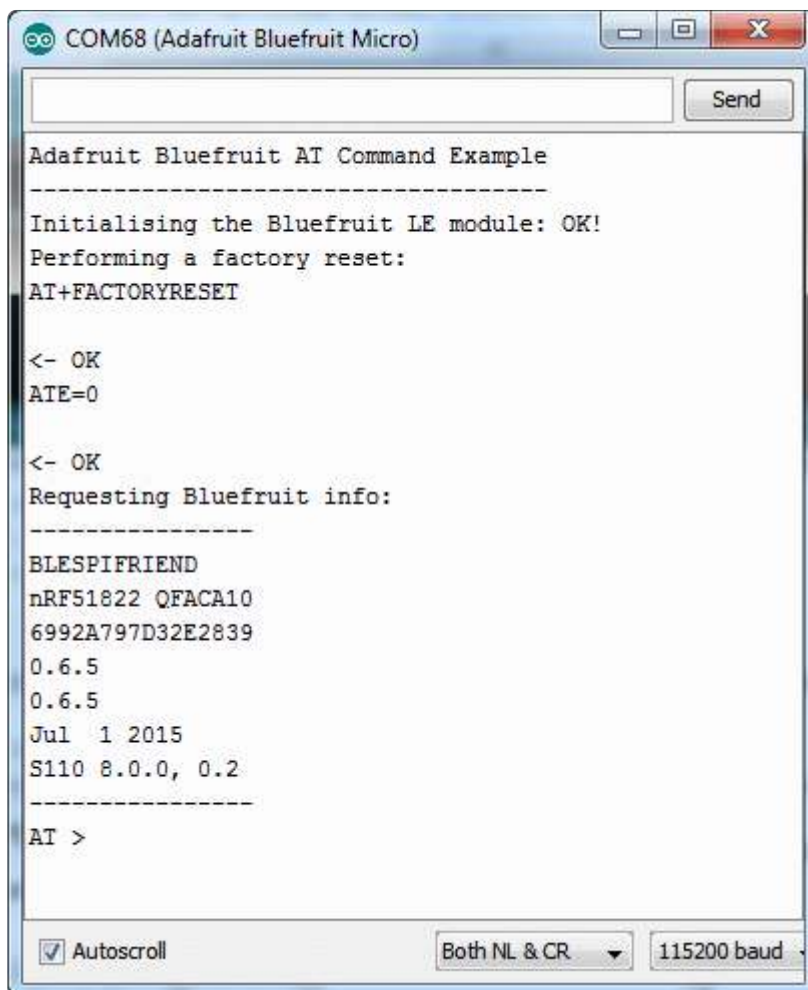 COM68 (Adafruit Bluefruit Micro)
Send
Adafruit Bluefruit AT Command Example
-------------------------------------
Initialising the Bluefruit LE module: OK!
Performing a factory reset:
AT+FACTORYRESET
<- OK
ATE=0
<- OK
Requesting Bluefruit info:
----------------
BLESPIFRIEND
nRF51822 QFACA10
6992A797D32E2839
0.6.5
0.6.5
Jul  1 2015
S110 8.0.0, 0.2
----------------
AT >
Autoscroll
Both NL & CR
115200 baud